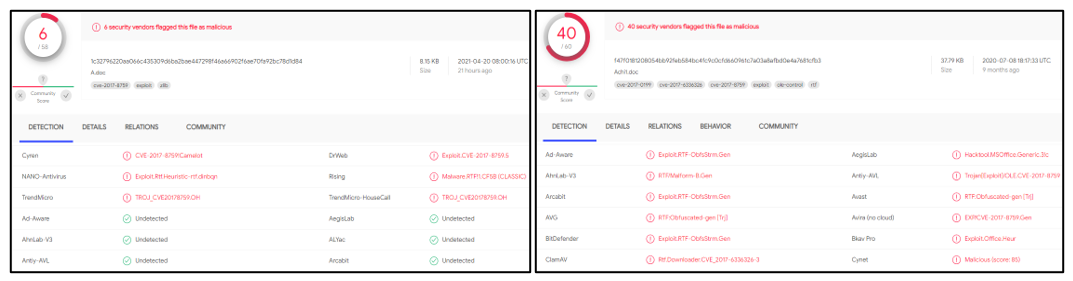 6
/ 55
6 security vendors flagged this file as malicious
1c32796220aa066c435309d6ba2bae447298f46a66902f6ae70fa92bc78d1d84
A.doc
cve-2017-8759 exploit zlib
8.15 KB
Size
2021-04-20 08:00:16 UTC
21 hours ago
?
Community
Score
DETECTION DETAILS RELATIONS COMMUNITY
Cyren CVE-2017-8759!Camelot DrWeb Exploit.CVE-2017-8759.5
NANO-Antivirus Exploit.Rtf.Heuristic-rtf.dinbqn Rising Malware.RTF!1.CF5B (CLASSIC)
TrendMicro TROJ_CVE20178759.OH TrendMicro-HouseCall TROJ_CVE20178759.OH
Ad-Aware Undetected AegisLab Undetected
AhnLab-V3 Undetected ALYac Undetected
Antiy-AVL Undetected Arcabit Undetected
40
/ 60
40 security vendors flagged this file as malicious
Ach11.doc
cve-2017-0199 cve-2017-6336326 cve-2017-8759 exploit ole-control rtf
37.79 KB
Size
2020-07-08 18:17:33 UTC
9 months ago
?
Community
Score
DETECTION DETAILS RELATIONS BEHAVIOR COMMUNITY
Ad-Aware Exploit.RTF-ObfsStrm.Gen AegisLab Hacktool.MSOffice.Generic.3!c
AhnLab-V3 RTF/Malform-B.Gen Antiy-AVL Trojan[Exploit]/OLE.CVE-2017-8759
Arcabit Exploit.RTF-ObfsStrm.Gen Avast RTF:Obfuscated-gen [Trj]
AVG RTF:Obfuscated-gen [Trj] Avira (no cloud) EXP/CVE-2017-8759.Gen
BitDefender Exploit.RTF-ObfsStrm.Gen Bkav Pro Exploit.Office.Heur
ClamAV Rtf.Downloader.CVE_2017-6336326-3 Cynet Malicious (score: 85)